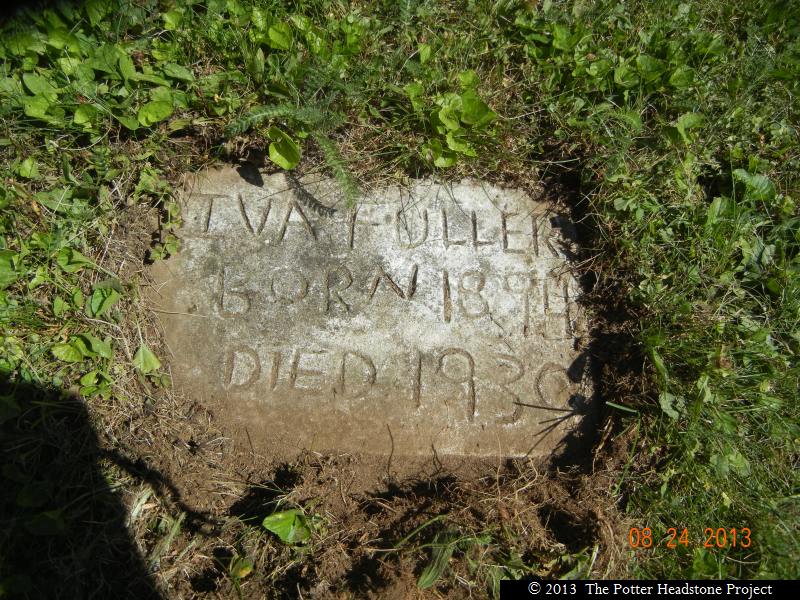 IVA FULLER
BORN 1894
DIED 1930
08 24 2013
© 2013 The Potter Headstone Project